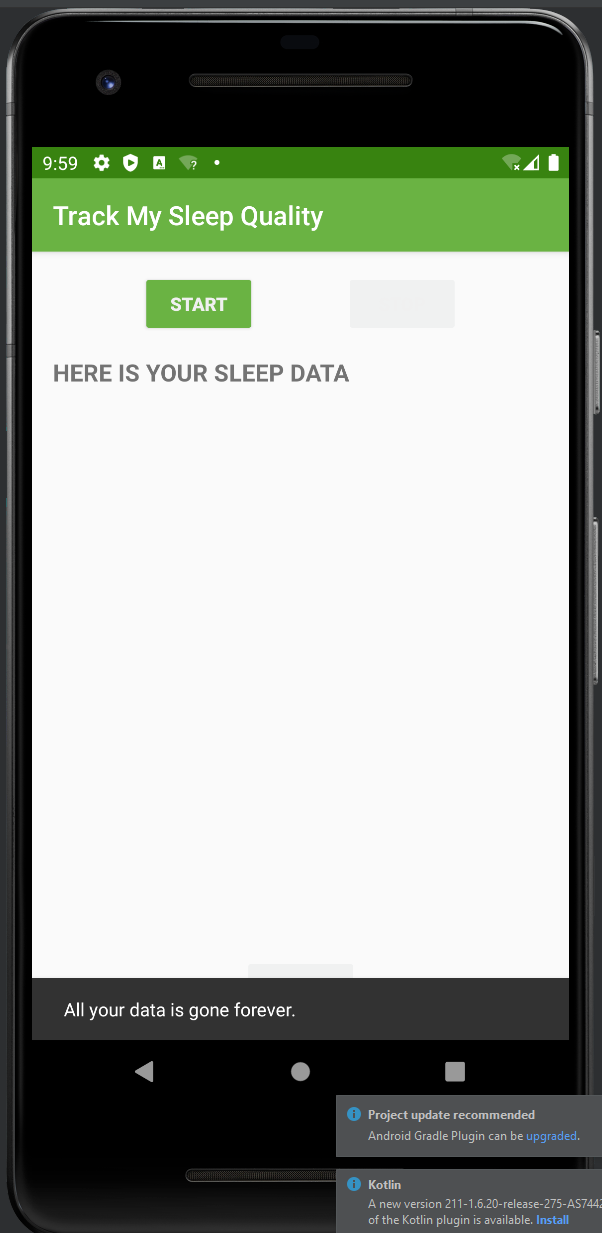 9:59
Track My Sleep Quality
START
HERE IS YOUR SLEEP DATA
All your data is gone forever.
Project update recommended
Android Gradle Plugin can be upgraded.
Kotlin
A new version 211-1.6.20-release-275-AS7442
of the Kotlin plugin is available. Install